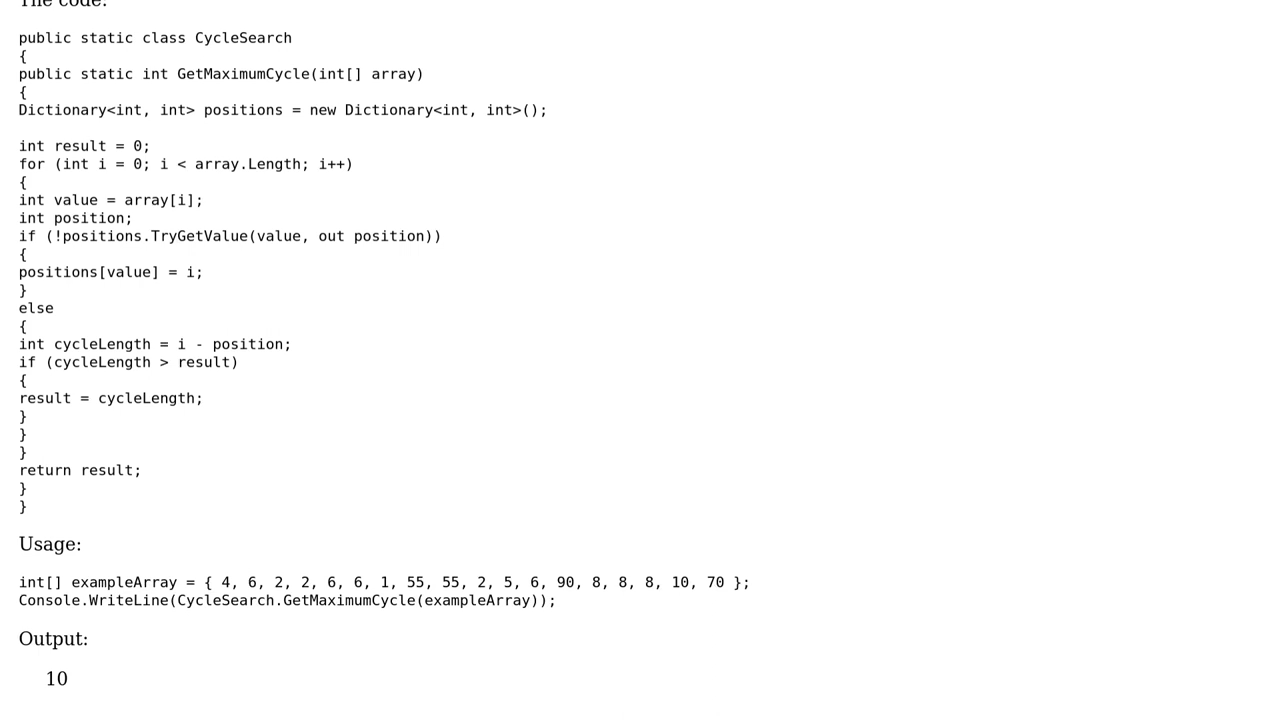 The code:
public static class CycleSearch
{
public static int GetMaximumCycle(int[] array)
{
Dictionary<int, int> positions = new Dictionary<int, int>();
int result = 0;
for (int i = 0; i < array.Length; i++)
{
int value = array[i];
int position;
if (!positions.TryGetValue(value, out position))
{
positions[value] = i;
}
else
{
int cycleLength = i - position;
if (cycleLength > result)
{
result = cycleLength;
}
}
}
return result;
}
}
Usage:
int[] exampleArray = { 4, 6, 2, 2, 6, 6, 1, 55, 55, 2, 5, 6, 90, 8, 8, 8, 10, 70 };
Console.WriteLine(CycleSearch.GetMaximumCycle(exampleArray));
Output:
10